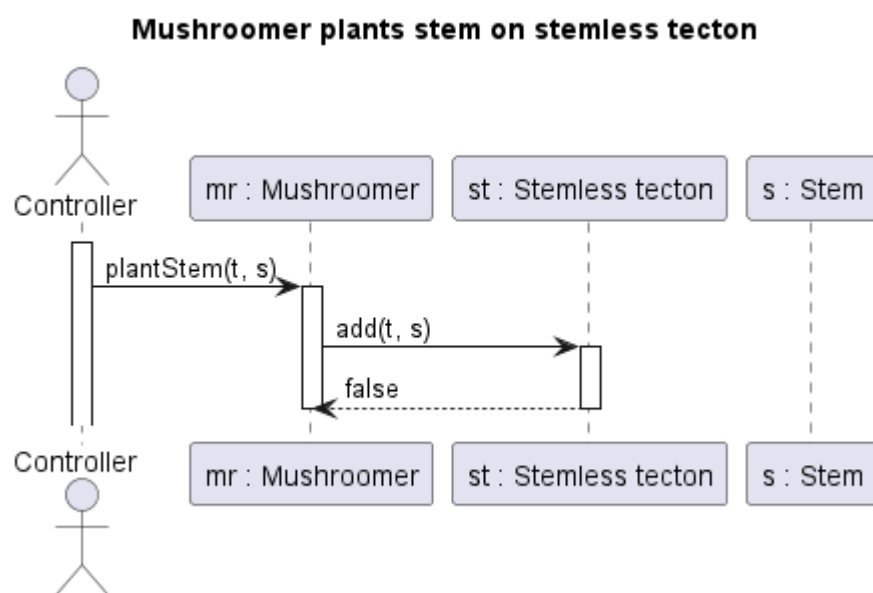 Mushroomer plants stem on stemless tecton
Controller
mr : Mushroomer
st : Stemless tecton
s : Stem
plantStem(t, s)
add(t, s)
false
Controller
mr : Mushroomer
st : Stemless tecton
s : Stem